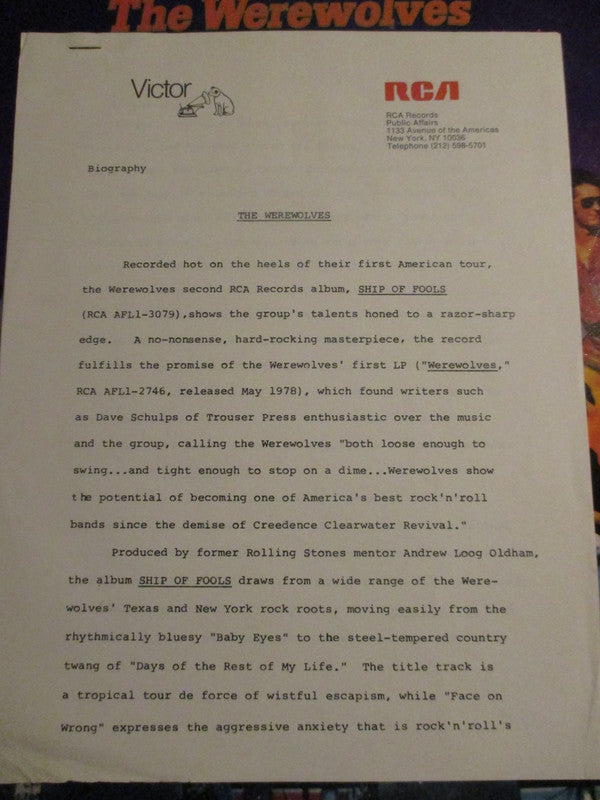 The Werewolves
Victor
RCA
RCA Records
Public Affairs
1133 Avenue of the Americas
New York, NY 10036
Telephone (212) 598-5701
Biography
THE WEREWOLVES
Recorded hot on the heels of their first American tour,
the Werewolves second RCA Records album, SHIP OF FOOLS
(RCA AFL1-3079),shows the group's talents honed to a razor-sharp
edge. A no-nonsense, hard-rocking masterpiece, the record
fulfills the promise of the Werewolves' first LP ("Werewolves,"
RCA AFL1-2746, released May 1978), which found writers such
as Dave Schulps of Trouser Press enthusiastic over the music
and the group, calling the Werewolves "both loose enough to
swing...and tight enough to stop on a dime...Werewolves show
the potential of becoming one of America's best rock'n'roll
bands since the demise of Creedence Clearwater Revival."
Produced by former Rolling Stones mentor Andrew Loog Oldham,
the album SHIP OF FOOLS draws from a wide range of the Were-
wolves' Texas and New York rock roots, moving easily from the
rhythmically bluesy "Baby Eyes" to the steel-tempered country
twang of "Days of the Rest of My Life." The title track is
a tropical tour de force of wistful escapism, while "Face on
Wrong" expresses the aggressive anxiety that is rock'n'roll's